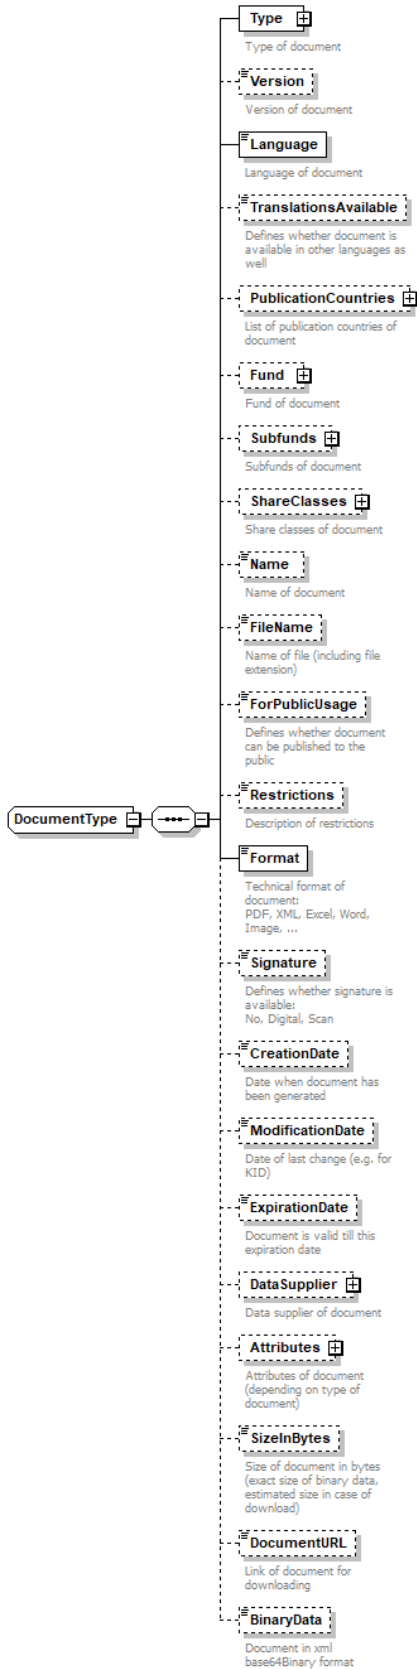 Type
Type of document
Version
Version of document
Language
Language of document
TranslationsAvailable
Defines whether document is
available in other languages as
well
PublicationCountries
List of publication countries of
document
Fund
Fund of document
Subfunds
Subfunds of document
ShareClasses
Share classes of document
Name
Name of document
FileName
Name of file (including file
extension)
ForPublicUsage
Defines whether document
can be published to the
public
Restrictions
Description of restrictions
DocumentType
Format
Technical format of
document:
PDF, XML, Excel, Word,
Image, ...
Signature
Defines whether signature is
available:
No, Digital, Scan
CreationDate
Date when document has
been generated
ModificationDate
Date of last change (e.g. for
KID)
ExpirationDate
Document is valid till this
expiration date
DataSupplier
Data supplier of document
Attributes
Attributes of document
(depending on type of
document)
SizeInBytes
Size of document in bytes
(exact size of binary data,
estimated size in case of
download)
DocumentURL
Link of document for
downloading
BinaryData
Document in xml
base64Binary format